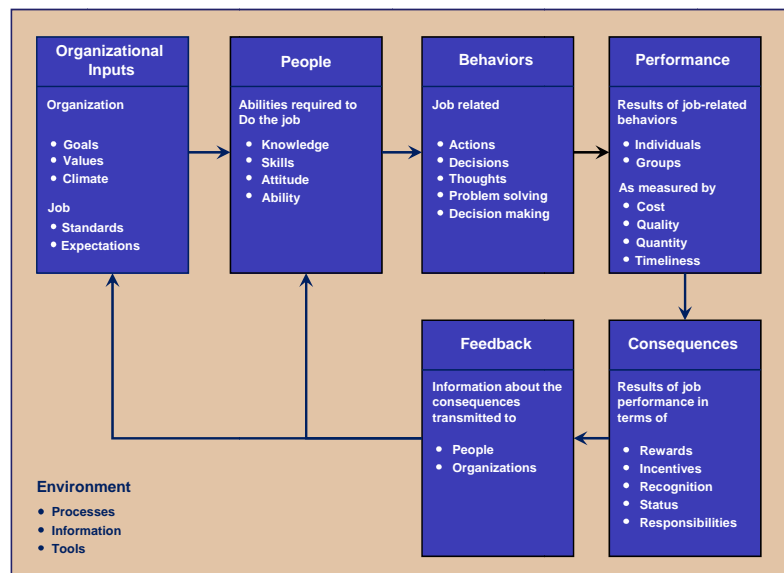 Organizational
Inputs
Organization
• Goals
• Values
• Climate
Job
• Standards
• Expectations
People
Abilities required to
Do the job
• Knowledge
• Skills
• Attitude
• Ability
Behaviors
Job related
• Actions
• Decisions
• Thoughts
• Problem solving
• Decision making
Performance
Results of job-related
behaviors
• Individuals
• Groups
As measured by
• Cost
• Quality
• Quantity
• Timeliness
Feedback
Information about the
consequences
transmitted to
• People
• Organizations
Consequences
Results of job
performance in
terms of
• Rewards
• Incentives
• Recognition
• Status
• Responsibilities
Environment
• Processes
• Information
• Tools